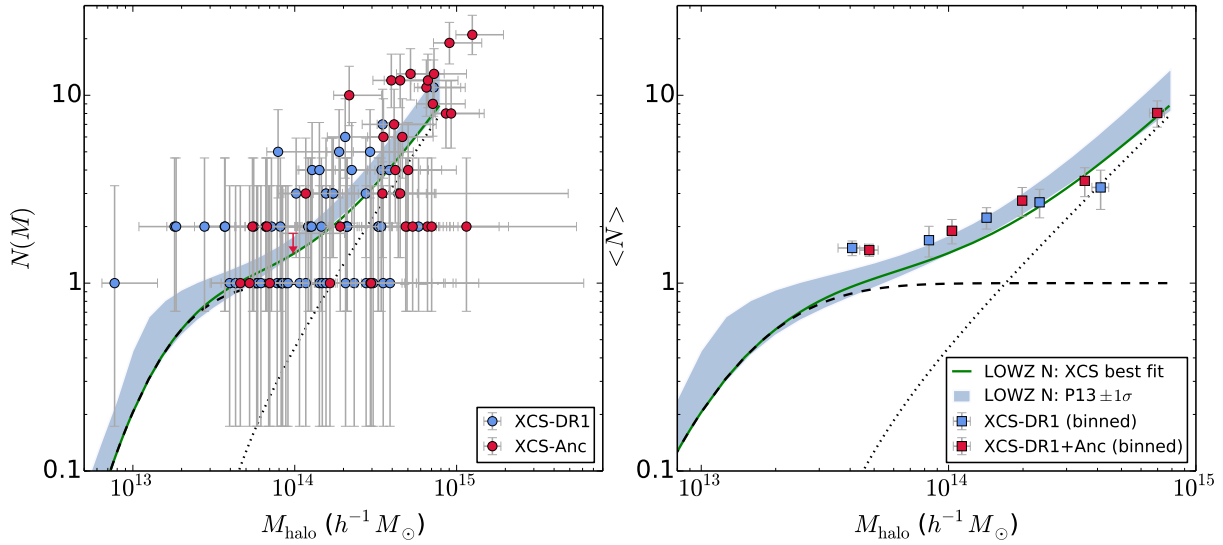 N(M)
10
1
0.1
10^13
10^14
10^15
M_halo (h^−1 M_⊙)
XCS-DR1
XCS-Anc
<N>
10
1
0.1
10^13
10^14
10^15
M_halo (h^−1 M_⊙)
LOWZ N: XCS best fit
LOWZ N: P13 ±1σ
XCS-DR1 (binned)
XCS-DR1+Anc (binned)